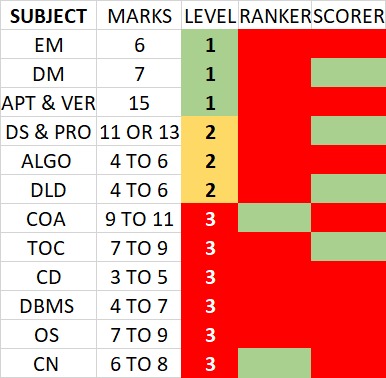 SUBJECT MARKS LEVEL RANKER SCORER
EM 6 1
DM 7 1
APT & VER 15 1
DS & PRO 11 OR 13 2
ALGO 4 TO 6 2
DLD 4 TO 6 2
COA 9 TO 11 3
TOC 7 TO 9 3
CD 3 TO 5 3
DBMS 4 TO 7 3
OS 7 TO 9 3
CN 6 TO 8 3